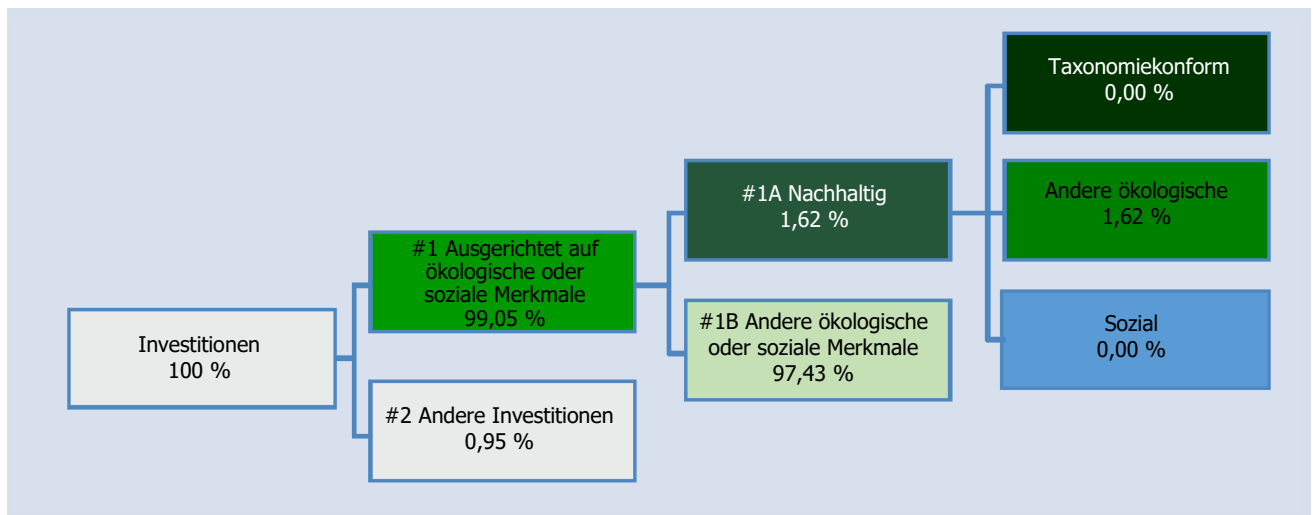 Investitionen
100 %
#1 Ausgerichtet auf
ökologische oder
soziale Merkmale
99,05 %
#2 Andere Investitionen
0,95 %
#1A Nachhaltig
1,62 %
#1B Andere ökologische
oder soziale Merkmale
97,43 %
Taxonomiekonform
0,00 %
Andere ökologische
1,62 %
Sozial
0,00 %